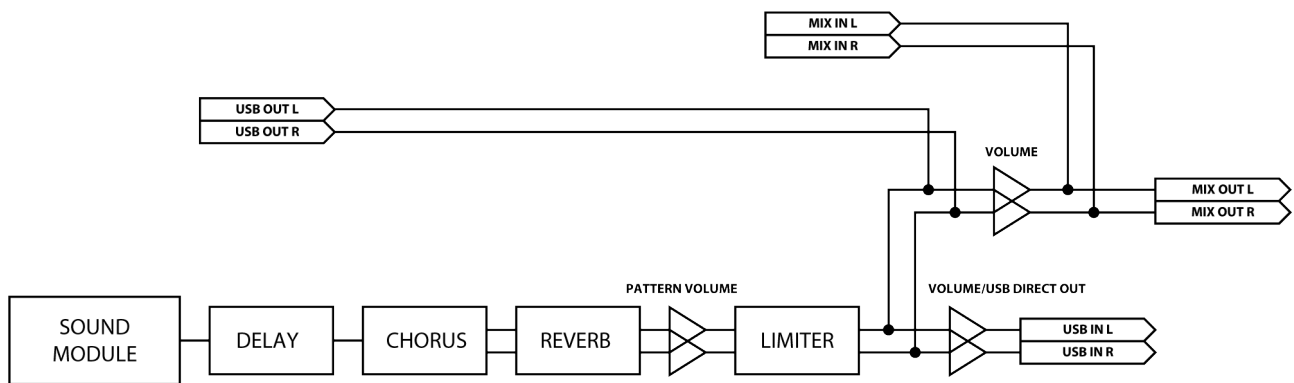 MIX IN L
MIX IN R
USB OUT L
USB OUT R
VOLUME
MIX OUT L
MIX OUT R
PATTERN VOLUME
VOLUME/USB DIRECT OUT
SOUND
MODULE
DELAY
CHORUS
REVERB
LIMITER
USB IN L
USB IN R